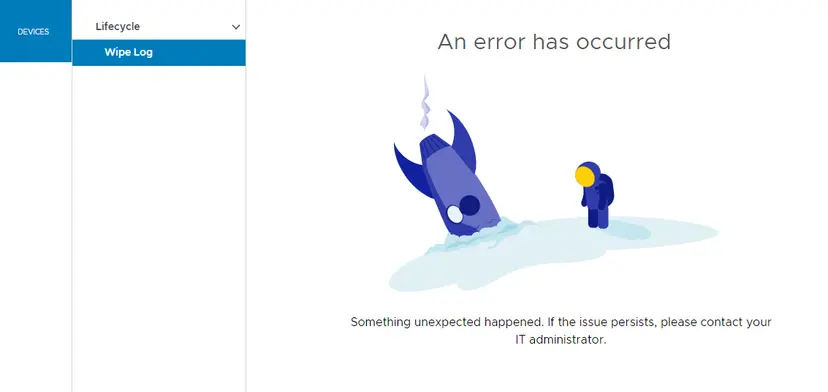 DEVICES
Lifecycle
Wipe Log
An error has occurred
Something unexpected happened. If the issue persists, please contact your
IT administrator.